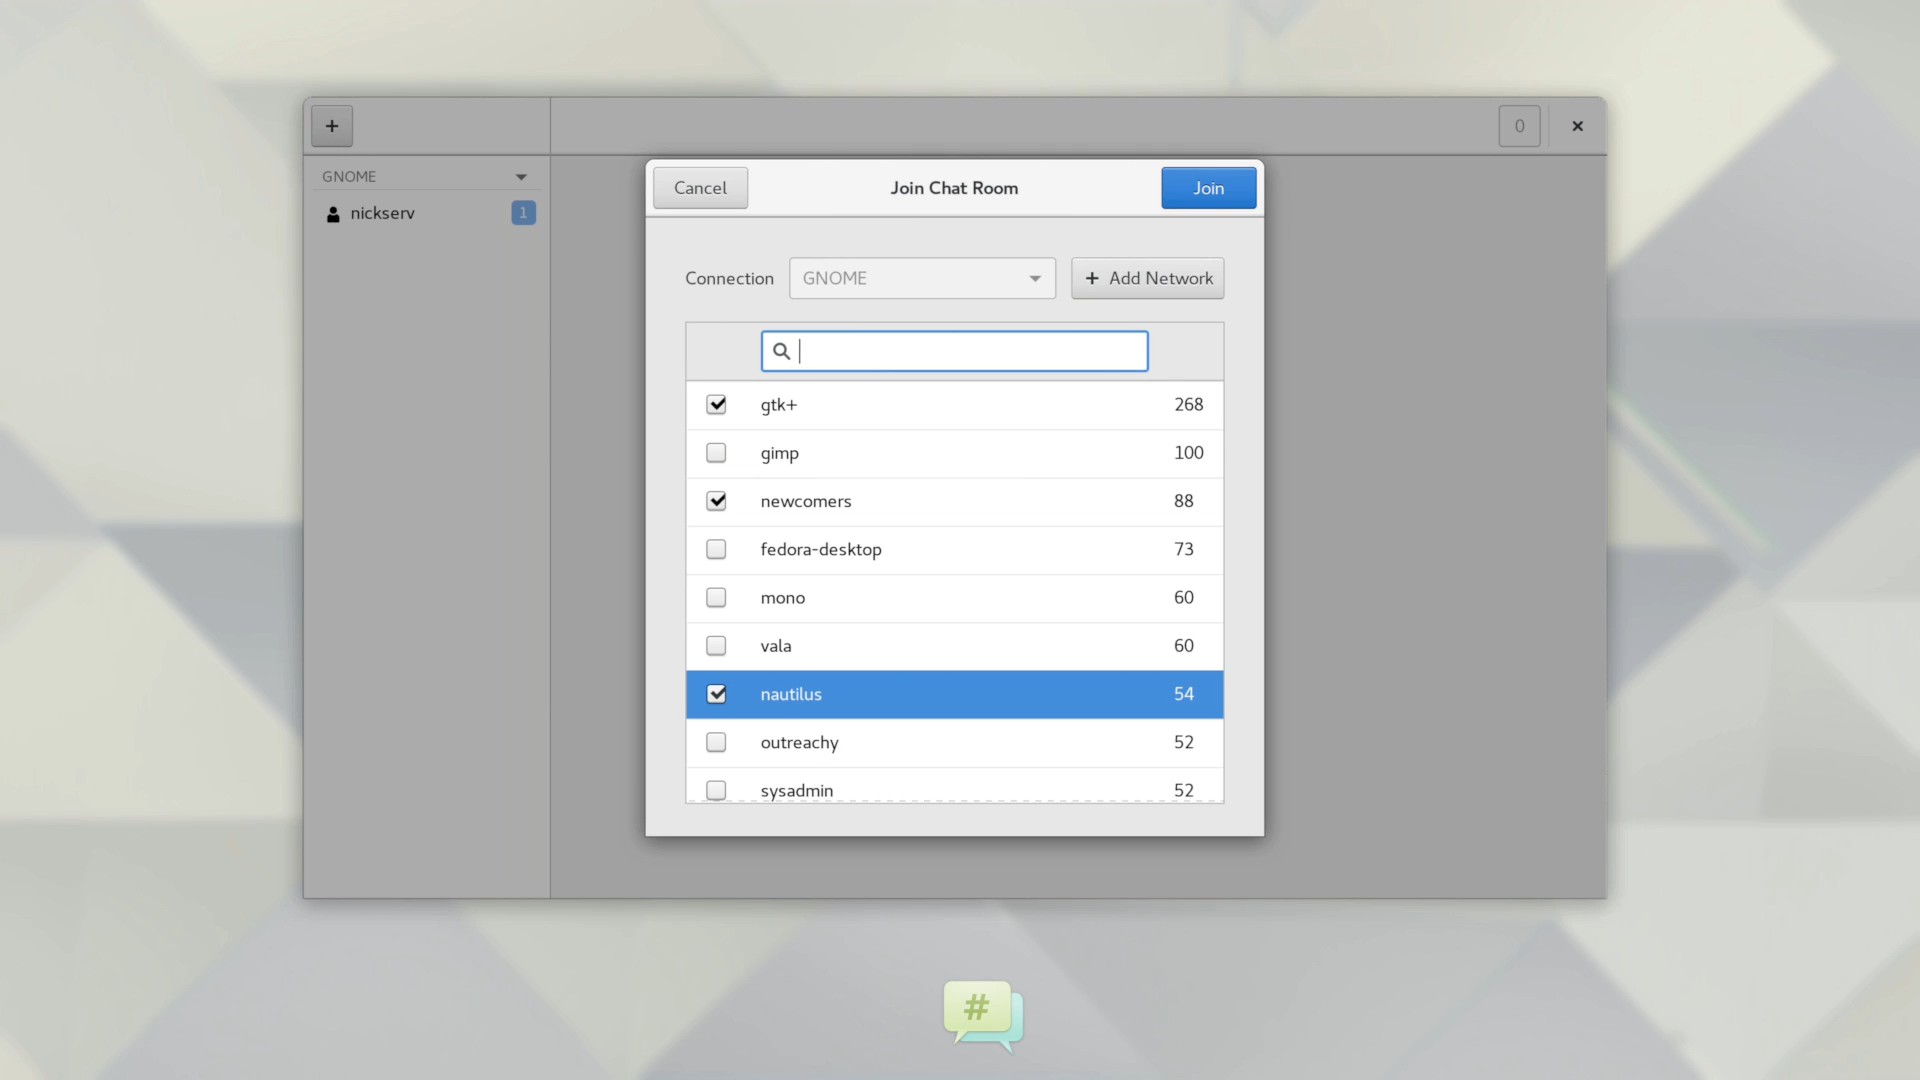 +
0
×
GNOME
nickserv 1
Cancel Join Chat Room Join
Connection GNOME + Add Network
gtk+ 268
gimp 100
newcomers 88
fedora-desktop 73
mono 60
vala 60
nautilus 54
outreachy 52
sysadmin 52
#